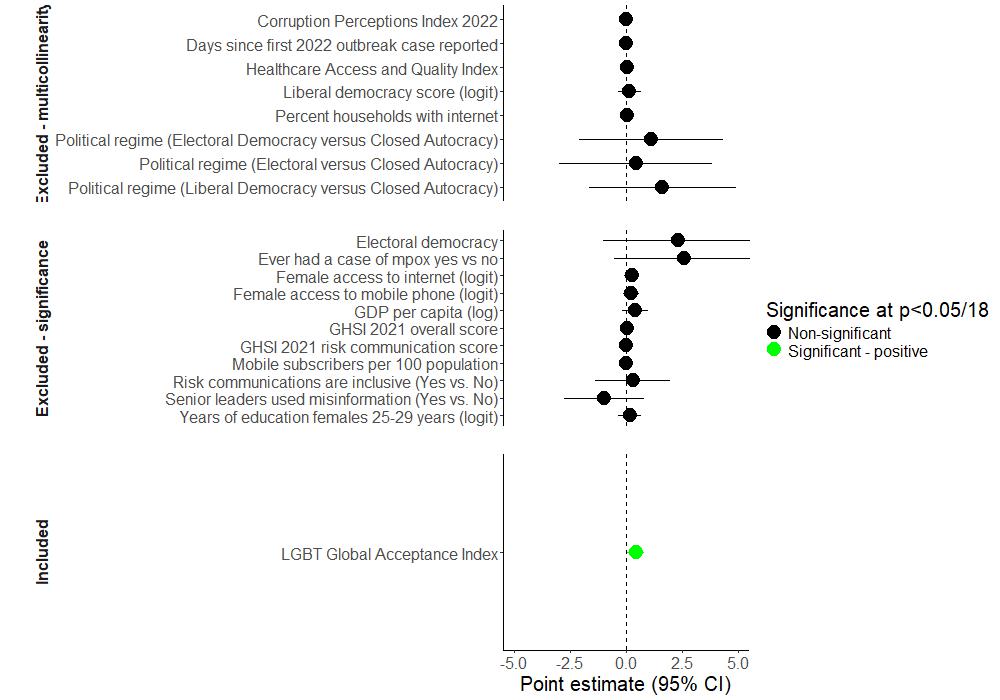 Excluded - multicollinearity
Corruption Perceptions Index 2022
Days since first 2022 outbreak case reported
Healthcare Access and Quality Index
Liberal democracy score (logit)
Percent households with internet
Political regime (Electoral Democracy versus Closed Autocracy)
Political regime (Electoral versus Closed Autocracy)
Political regime (Liberal Democracy versus Closed Autocracy)
Excluded - significance
Electoral democracy
Ever had a case of mpox yes vs no
Female access to internet (logit)
Female access to mobile phone (logit)
GDP per capita (log)
GHSI 2021 overall score
GHSI 2021 risk communication score
Mobile subscribers per 100 population
Risk communications are inclusive (Yes vs. No)
Senior leaders used misinformation (Yes vs. No)
Years of education females 25-29 years (logit)
Included
LGBT Global Acceptance Index
-5.0 -2.5 0.0 2.5 5.0
Point estimate (95% CI)
Significance at p<0.05/18
Non-significant
Significant - positive